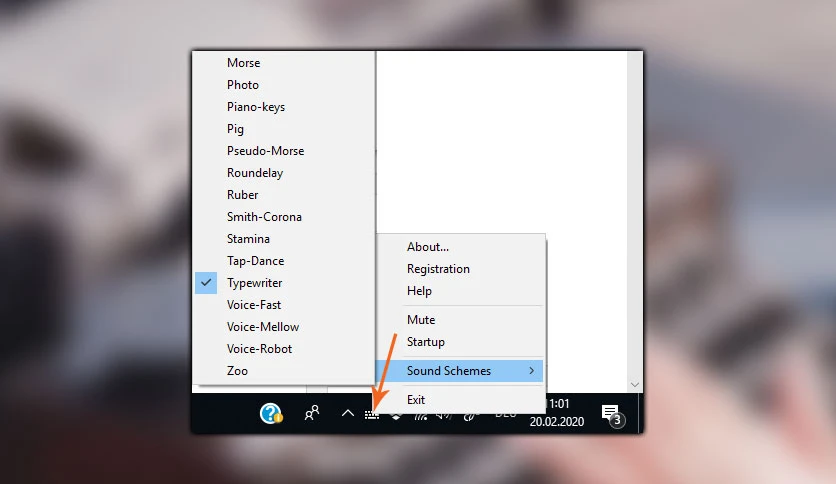 Morse
Photo
Piano-keys
Pig
Pseudo-Morse
Roundelay
Ruber
Smith-Corona
Stamina
Tap-Dance
Typewriter
Voice-Fast
Voice-Mellow
Voice-Robot
Zoo
About...
Registration
Help
Mute
Startup
Sound Schemes
Exit
11:01
20.02.2020
3